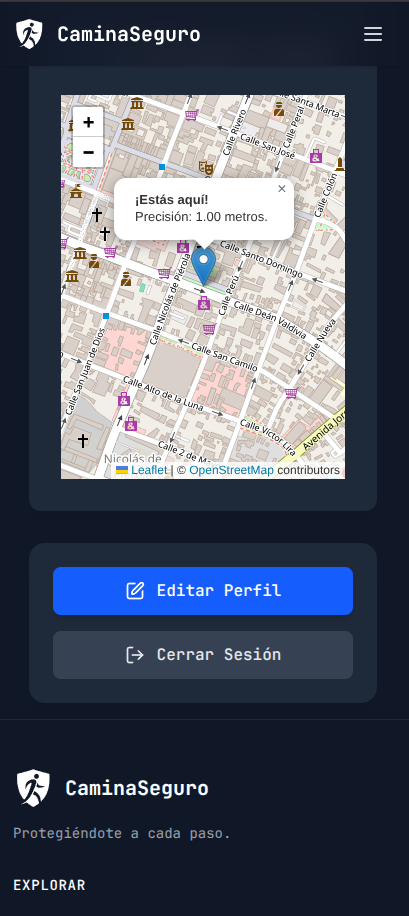 CaminaSeguro
Calle Santa Marta
Calle Rivero
Calle Peral
Calle San José
+
−
Calle Colón
¡Estás aquí!
×
Precisión: 1.00 metros.
Calle Santo Domingo
Calle Nicolás de Piérola
Calle Perú
Calle Deán Valdivia
Calle Nueva
Calle San Juan de Dios
Calle San Camilo
Calle Alto de la Luna
Calle Víctor Lira
Avenida Jor
Calle 2 de Ma
Nicolás de
Leaflet | © OpenStreetMap contributors
Editar Perfil
Cerrar Sesión
CaminaSeguro
Protegiéndote a cada paso.
EXPLORAR